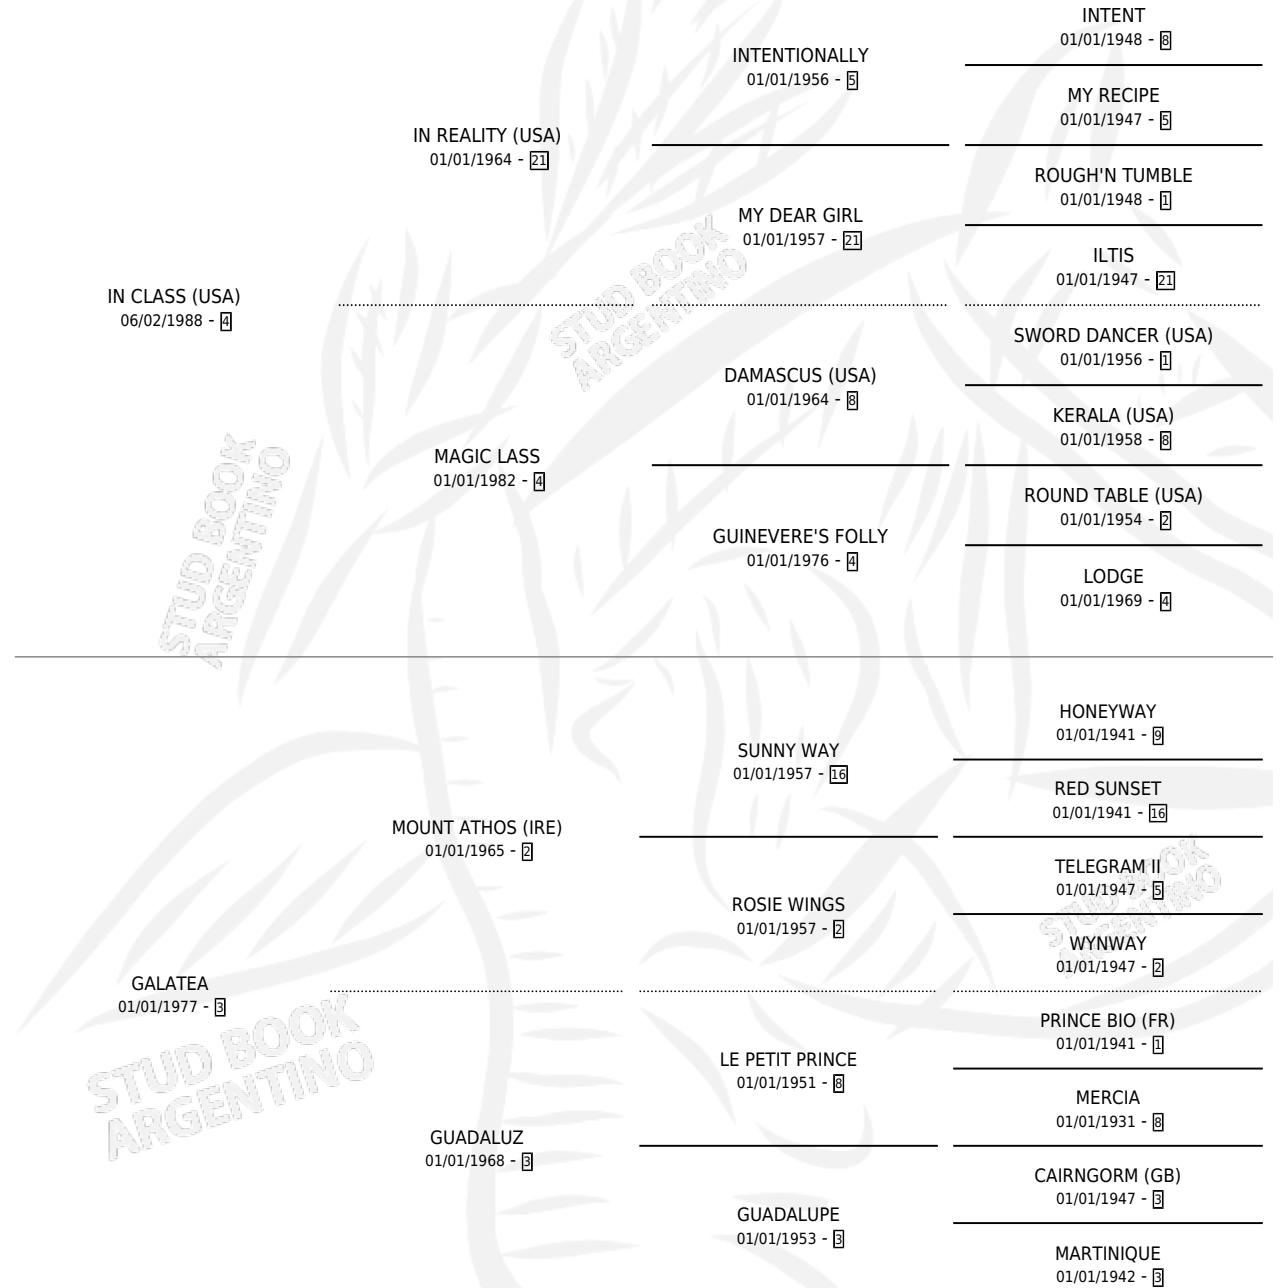 INTENT
01/01/1948 - 8
INTENTIONALLY
01/01/1956 - 5
MY RECIPE
01/01/1947 - 5
IN REALITY (USA)
01/01/1964 - 21
ROUGH'N TUMBLE
01/01/1948 - 1
MY DEAR GIRL
01/01/1957 - 21
ILTIS
01/01/1947 - 21
IN CLASS (USA)
06/02/1988 - 4
SWORD DANCER (USA)
01/01/1956 - 1
DAMASCUS (USA)
01/01/1964 - 8
KERALA (USA)
01/01/1958 - 8
MAGIC LASS
01/01/1982 - 4
ROUND TABLE (USA)
01/01/1954 - 2
GUINEVERE'S FOLLY
01/01/1976 - 4
LODGE
01/01/1969 - 4
HONEYWAY
01/01/1941 - 9
SUNNY WAY
01/01/1957 - 16
RED SUNSET
01/01/1941 - 16
MOUNT ATHOS (IRE)
01/01/1965 - 2
TELEGRAM II
01/01/1947 - 5
ROSIE WINGS
01/01/1957 - 2
WYNWAY
01/01/1947 - 2
GALATEA
01/01/1977 - 3
PRINCE BIO (FR)
01/01/1941 - 1
LE PETIT PRINCE
01/01/1951 - 8
MERCIA
01/01/1931 - 8
GUADALUZ
01/01/1968 - 3
CAIRNGORM (GB)
01/01/1947 - 3
GUADALUPE
01/01/1953 - 3
MARTINIQUE
01/01/1942 - 3
STUD BOOK
ARGENTINO
STUD BOOK
ARGENTINO
STUD BOOK
ARGENTINO
STUD BOOK
ARGENTINO